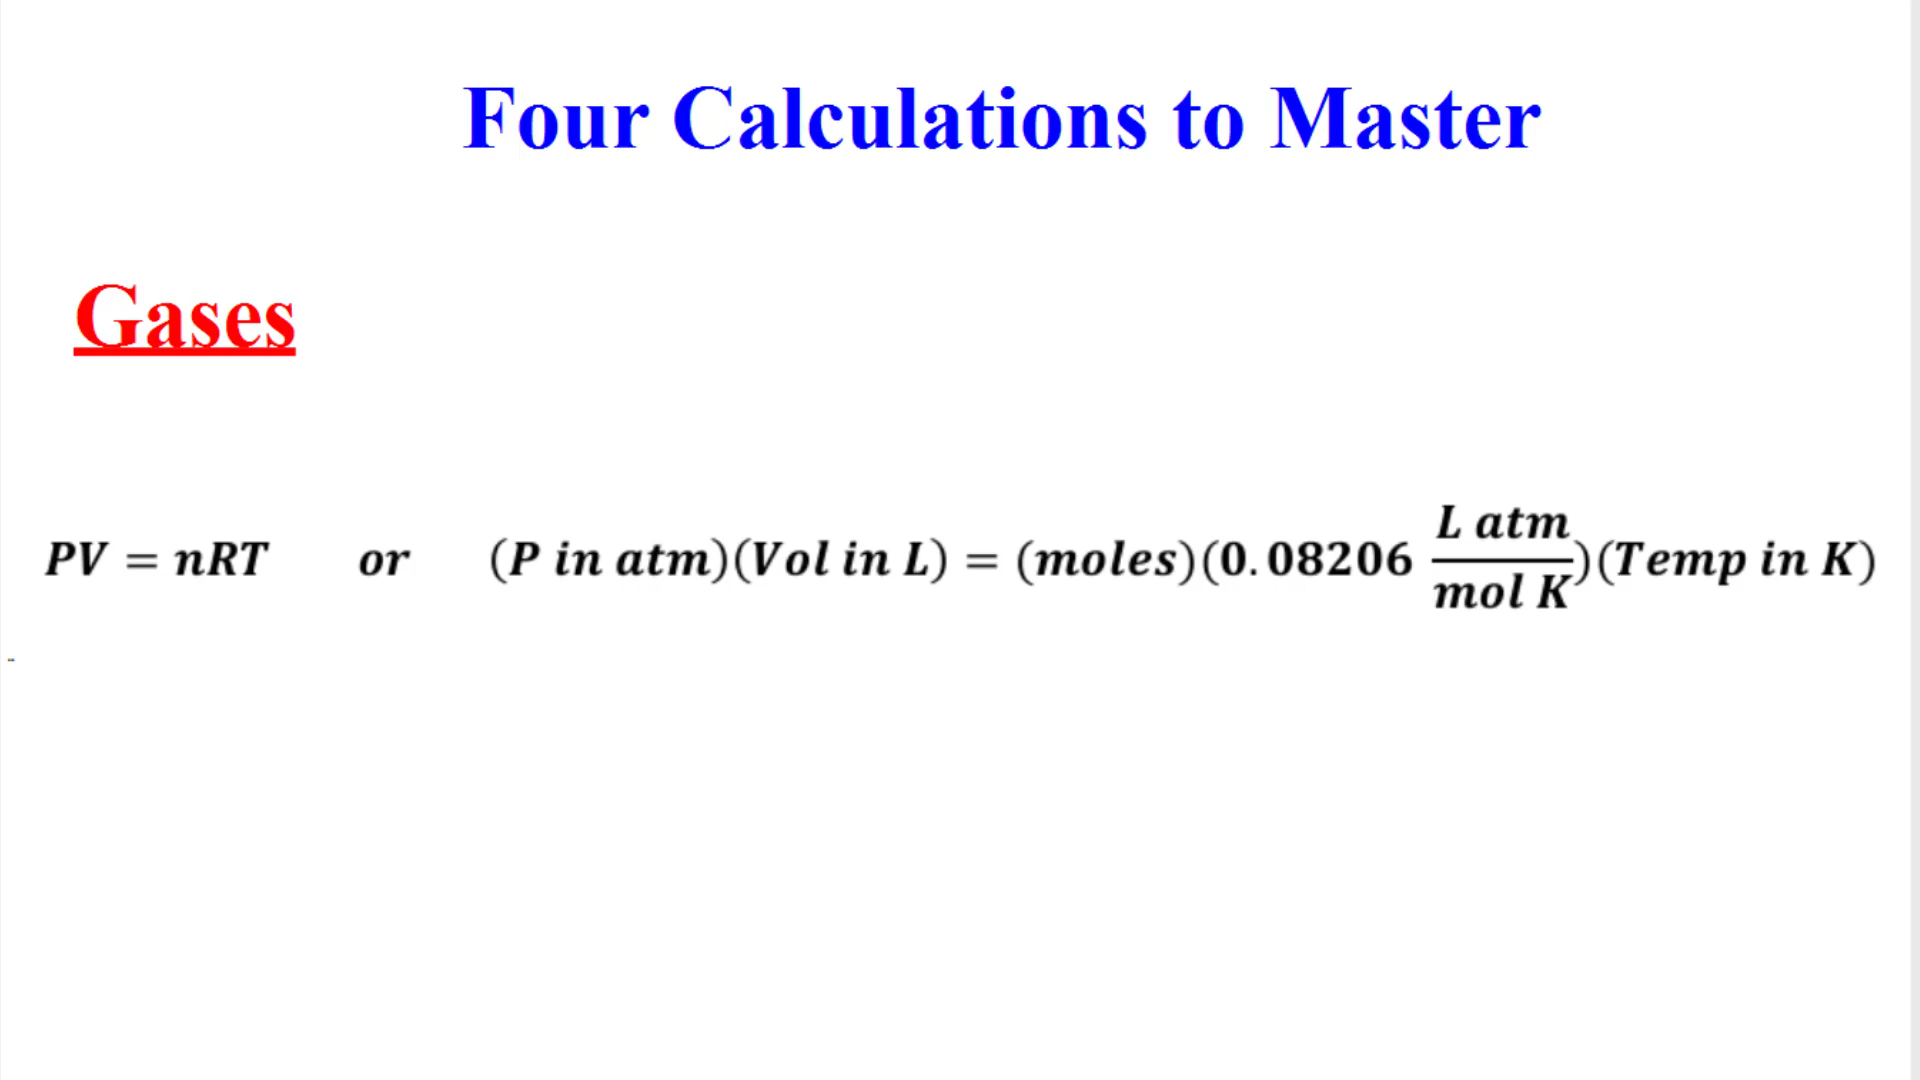 Four Calculations to Master
Gases
PV = nRT or (P in atm)(Vol in L) = (moles)(0.08206 L atm / mol K)(Temp in K)